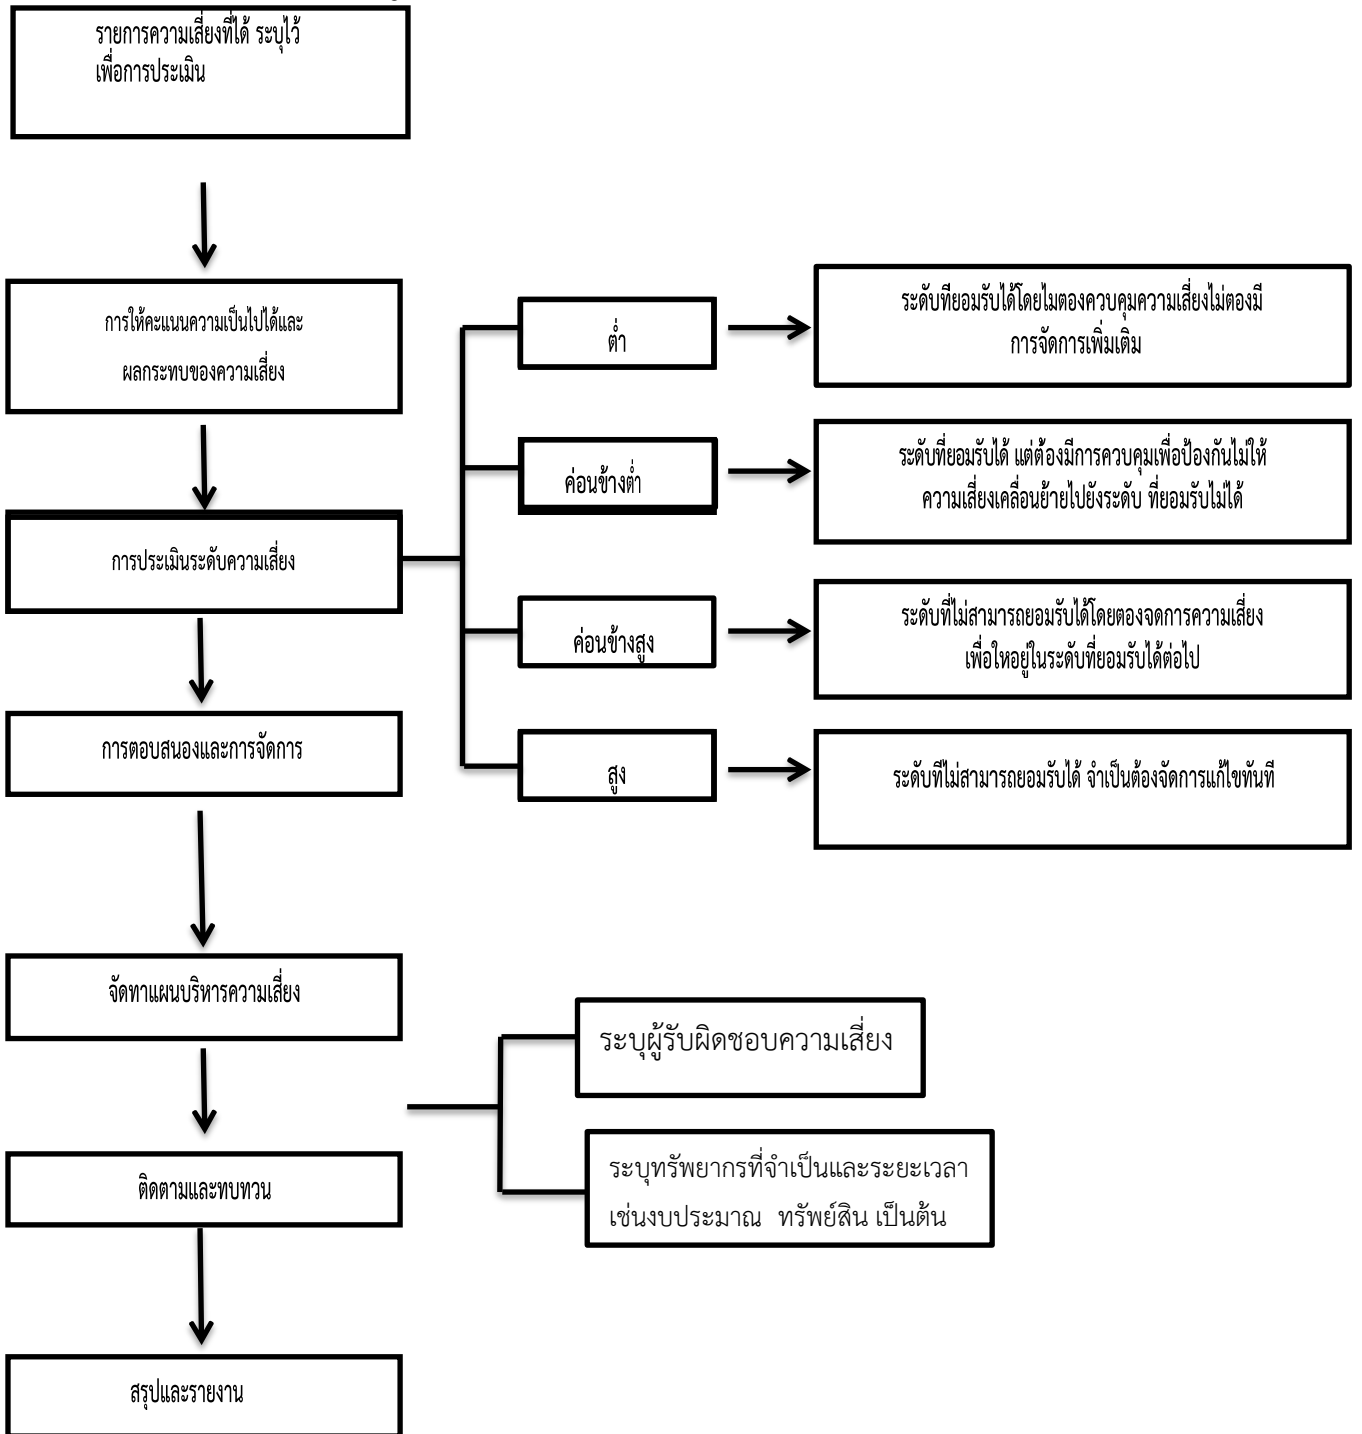 รายการความเสี่ยงที่ได้ ระบุไว้
เพื่อการประเมิน
การให้คะแนนความเป็นไปได้และ
ผลกระทบของความเสี่ยง
การประเมินระดับความเสี่ยง
การตอบสนองและการจัดการ
จัดทาแผนบริหารความเสี่ยง
ติดตามและทบทวน
สรุปและรายงาน
ต่ำ
ระดับทียอมรับได้โดยไมตองควบคุมความเสี่ยงไม่ตองมี
การจัดการเพิ่มเติม
ค่อนข้างต่ำ
ระดับที่ยอมรับได้ แต่ต้องมีการควบคุมเพื่อป้องกันไม่ให้
ความเสี่ยงเคลื่อนย้ายไปยังระดับ ที่ยอมรับไม่ได้
ค่อนข้างสูง
ระดับที่ไม่สามารถยอมรับได้โดยตองจดการความเสี่ยง
เพื่อใหอยู่ในระดับที่ยอมรับได้ต่อไป
สูง
ระดับทีไม่สามารถยอมรับได้ จำเป็นต้องจัดการแก้ไขทันที
ระบุผู้รับผิดชอบความเสี่ยง
ระบุทรัพยากรที่จำเป็นและระยะเวลา
เช่นงบประมาณ ทรัพย์สิน เป็นต้น